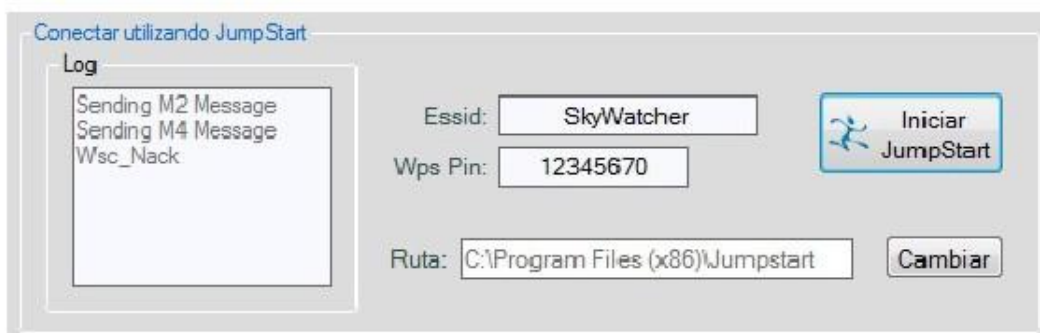 Conectar utilizando JumpStart
Log
Sending M2 Message
Sending M4 Message
Wsc_Nack
Essid: SkyWatcher
Wps Pin: 12345670
Iniciar
JumpStart
Ruta: C:\Program Files (x86)\Jumpstart
Cambiar